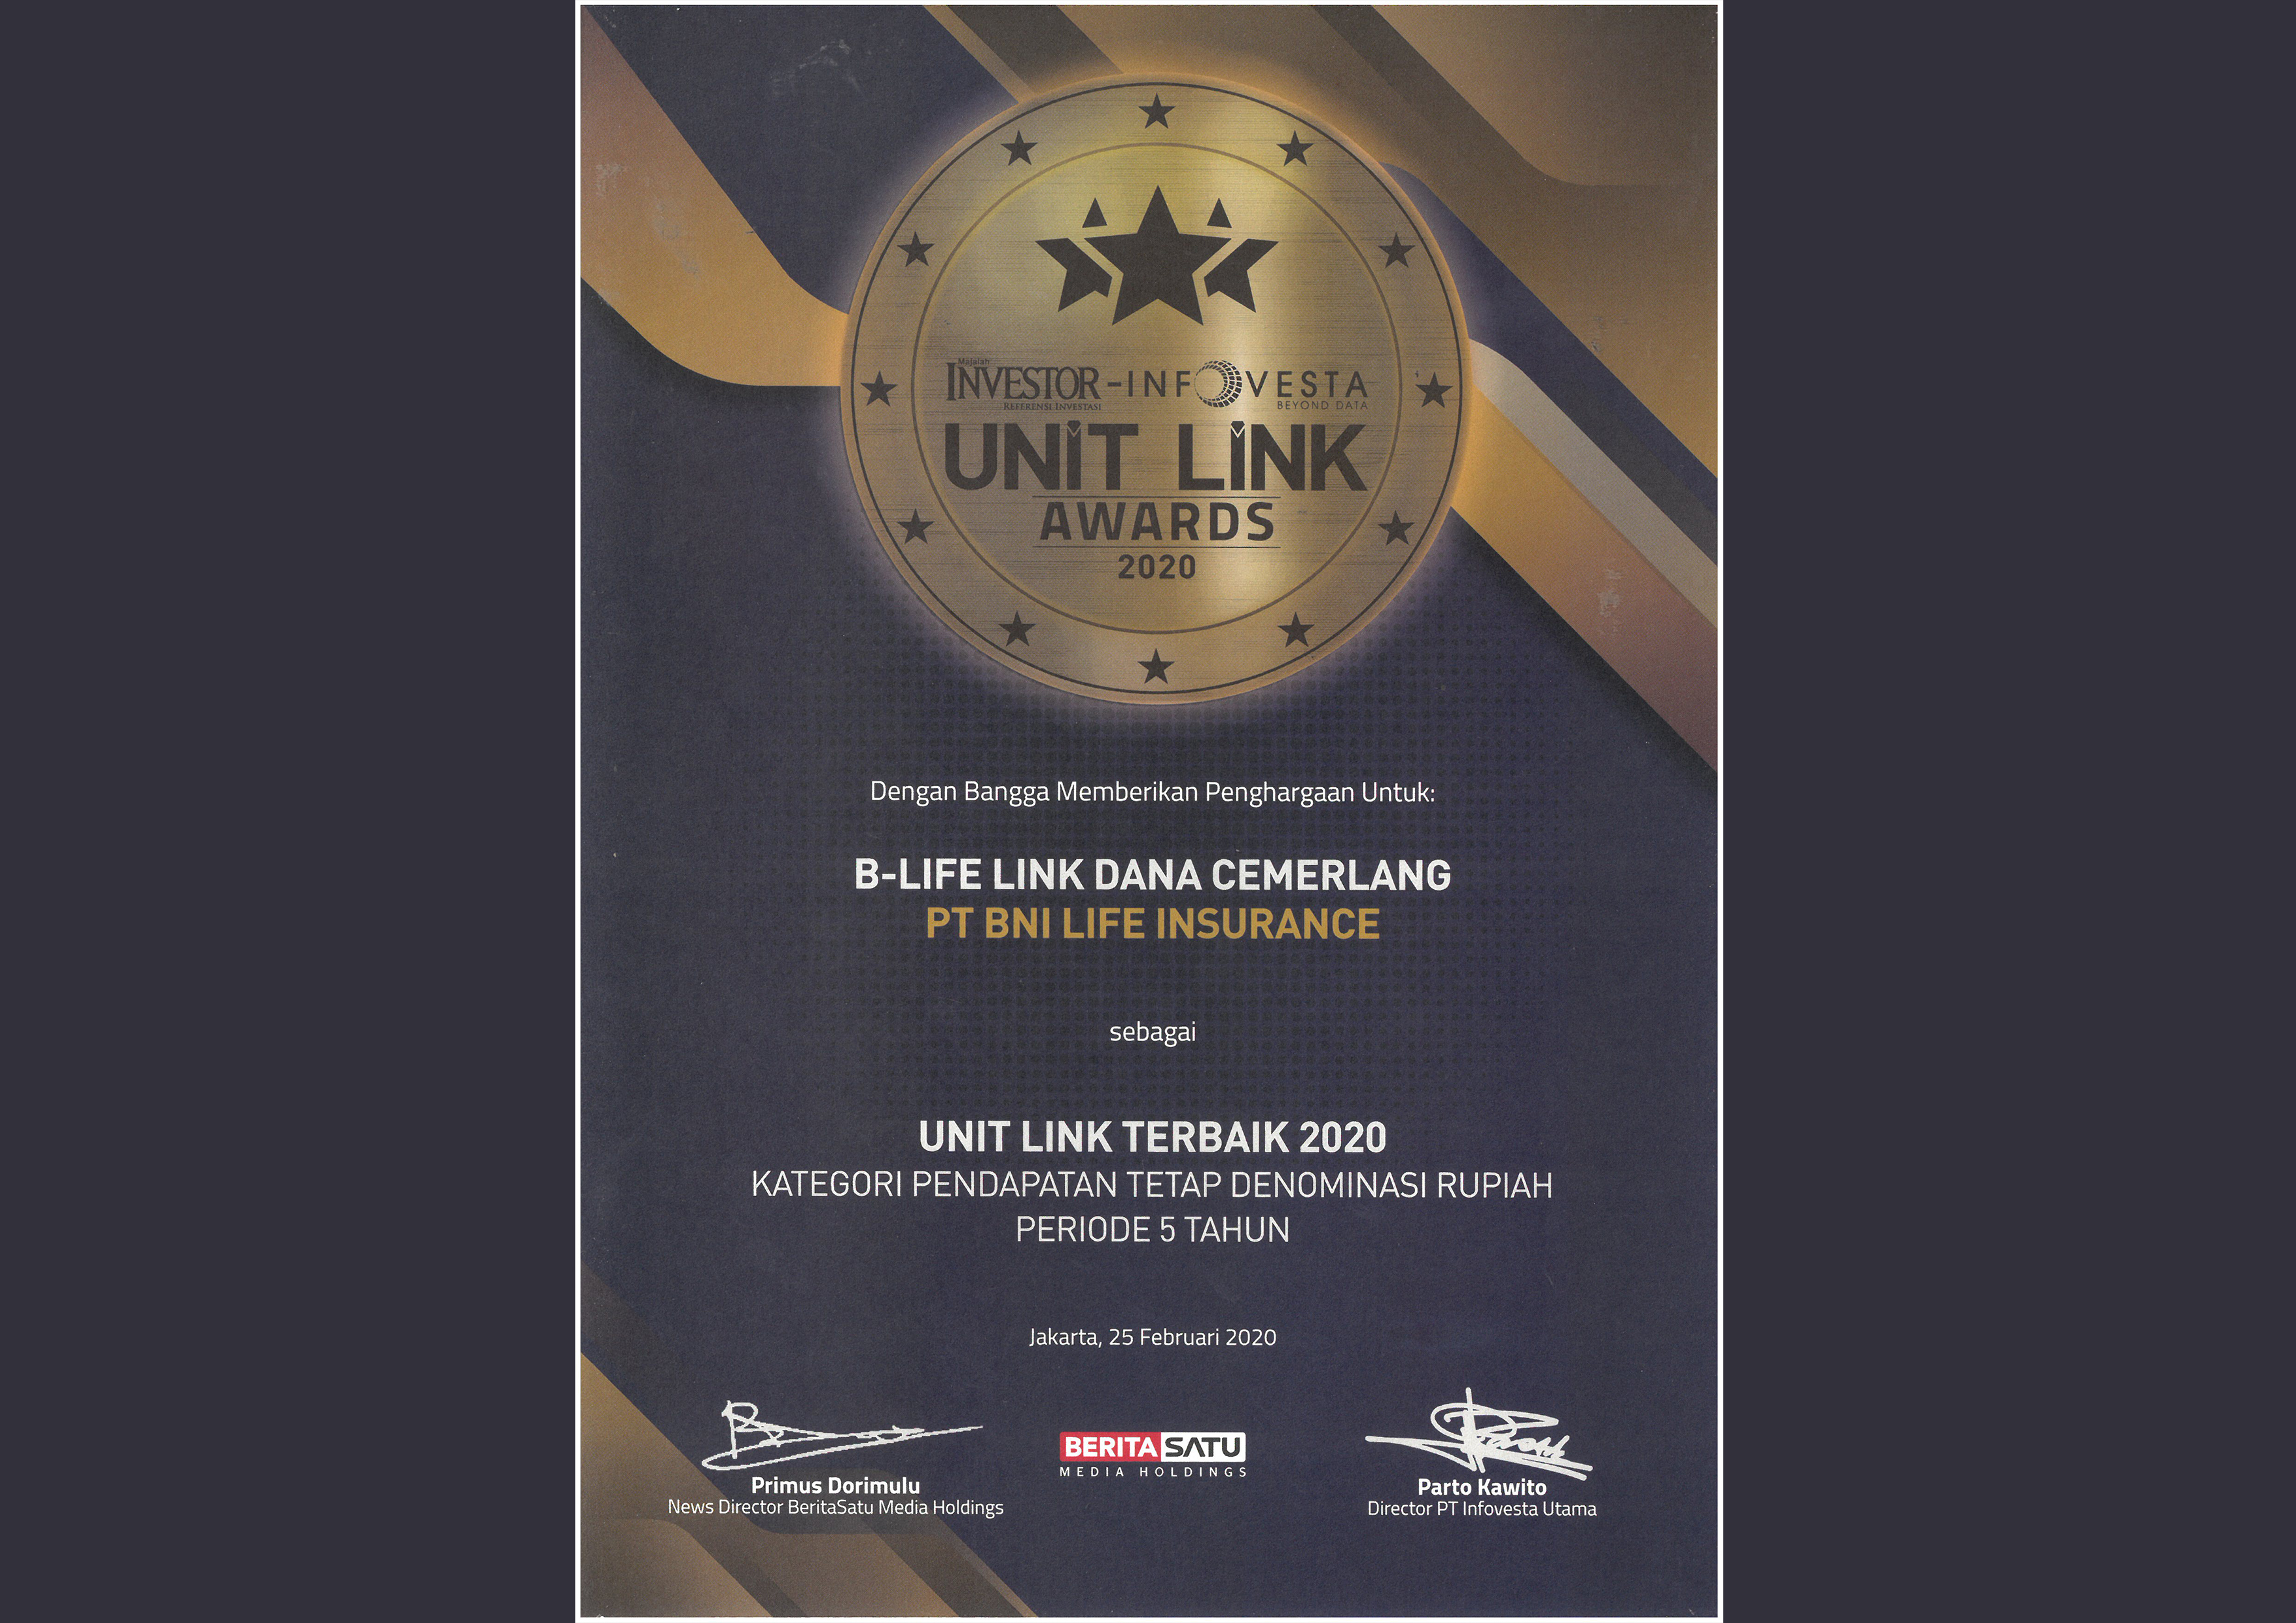 Majalah
INVESTOR - INFOVESTA
REFERENSI INVESTASI BEYOND DATA
UNIT LINK
AWARDS
2020
Dengan Bangga Memberikan Penghargaan Untuk:
B-LIFE LINK DANA CEMERLANG
PT BNI LIFE INSURANCE
sebagai
UNIT LINK TERBAIK 2020
KATEGORI PENDAPATAN TETAP DENOMINASI RUPIAH
PERIODE 5 TAHUN
Jakarta, 25 Februari 2020
BERITA SATU
MEDIA HOLDINGS
Primus Dorimulu
News Director BeritaSatu Media Holdings
Parto Kawito
Director PT Infovesta Utama